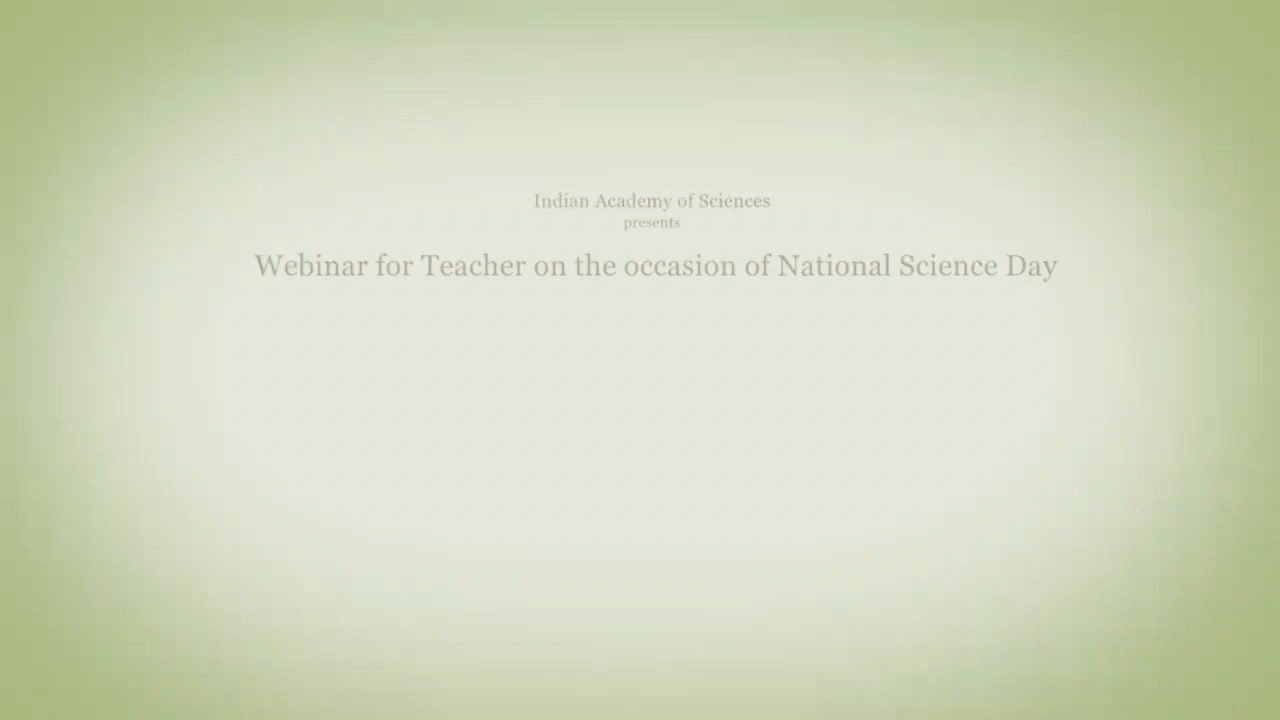 Indian Academy of Sciences
presents
Webinar for Teacher on the occasion of National Science Day